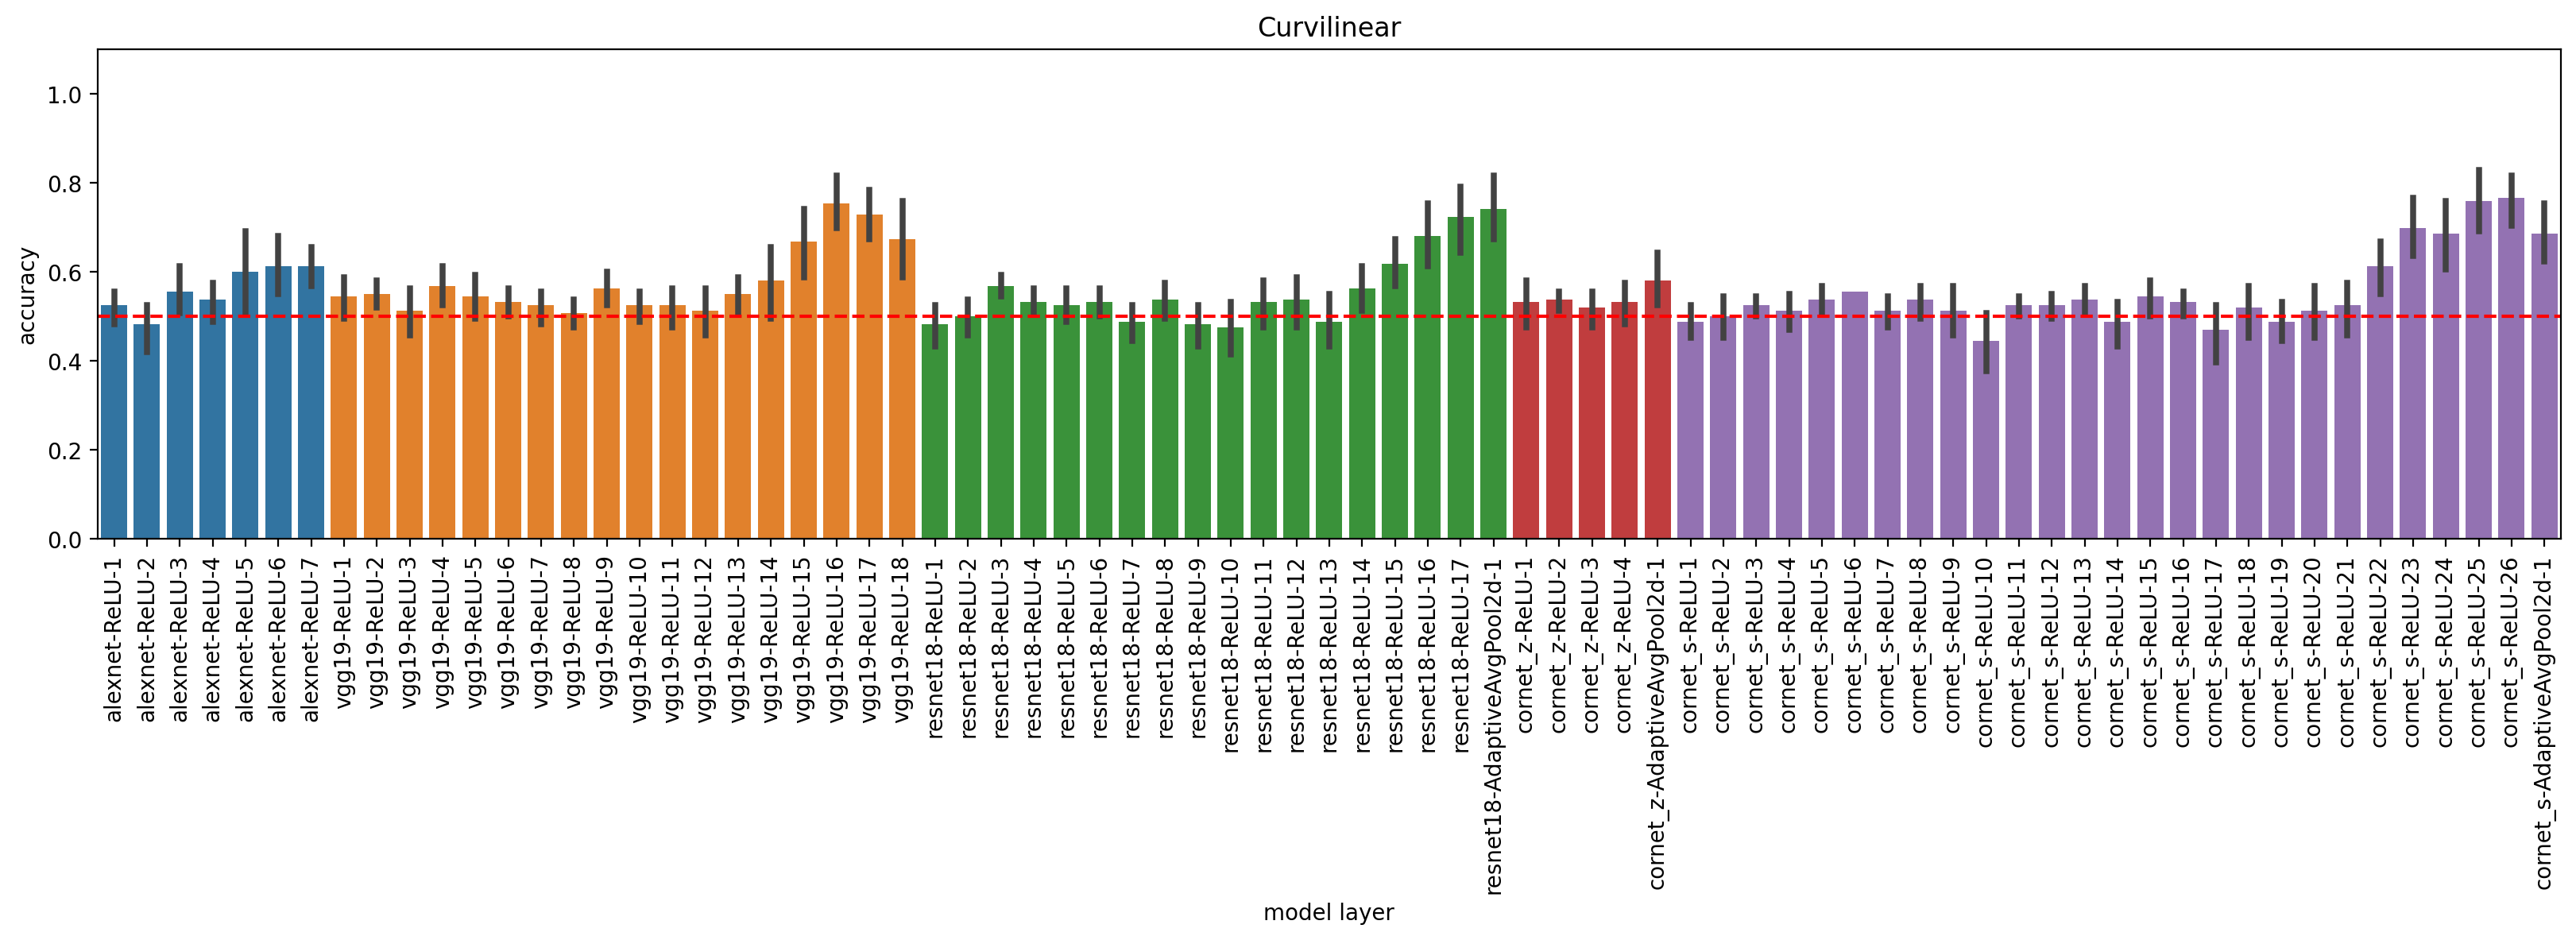 Curvilinear
accuracy
1.0
0.8
0.6
0.4
0.2
0.0
alexnet-ReLU-1
alexnet-ReLU-2
alexnet-ReLU-3
alexnet-ReLU-4
alexnet-ReLU-5
alexnet-ReLU-6
alexnet-ReLU-7
vgg19-ReLU-1
vgg19-ReLU-2
vgg19-ReLU-3
vgg19-ReLU-4
vgg19-ReLU-5
vgg19-ReLU-6
vgg19-ReLU-7
vgg19-ReLU-8
vgg19-ReLU-9
vgg19-ReLU-10
vgg19-ReLU-11
vgg19-ReLU-12
vgg19-ReLU-13
vgg19-ReLU-14
vgg19-ReLU-15
vgg19-ReLU-16
vgg19-ReLU-17
vgg19-ReLU-18
resnet18-ReLU-1
resnet18-ReLU-2
resnet18-ReLU-3
resnet18-ReLU-4
resnet18-ReLU-5
resnet18-ReLU-6
resnet18-ReLU-7
resnet18-ReLU-8
resnet18-ReLU-9
resnet18-ReLU-10
resnet18-ReLU-11
resnet18-ReLU-12
resnet18-ReLU-13
resnet18-ReLU-14
resnet18-ReLU-15
resnet18-ReLU-16
resnet18-ReLU-17
resnet18-AdaptiveAvgPool2d-1
cornet_z-ReLU-1
cornet_z-ReLU-2
cornet_z-ReLU-3
cornet_z-ReLU-4
cornet_z-AdaptiveAvgPool2d-1
cornet_s-ReLU-1
cornet_s-ReLU-2
cornet_s-ReLU-3
cornet_s-ReLU-4
cornet_s-ReLU-5
cornet_s-ReLU-6
cornet_s-ReLU-7
cornet_s-ReLU-8
cornet_s-ReLU-9
cornet_s-ReLU-10
cornet_s-ReLU-11
cornet_s-ReLU-12
cornet_s-ReLU-13
cornet_s-ReLU-14
cornet_s-ReLU-15
cornet_s-ReLU-16
cornet_s-ReLU-17
cornet_s-ReLU-18
cornet_s-ReLU-19
cornet_s-ReLU-20
cornet_s-ReLU-21
cornet_s-ReLU-22
cornet_s-ReLU-23
cornet_s-ReLU-24
cornet_s-ReLU-25
cornet_s-ReLU-26
cornet_s-AdaptiveAvgPool2d-1
model layer